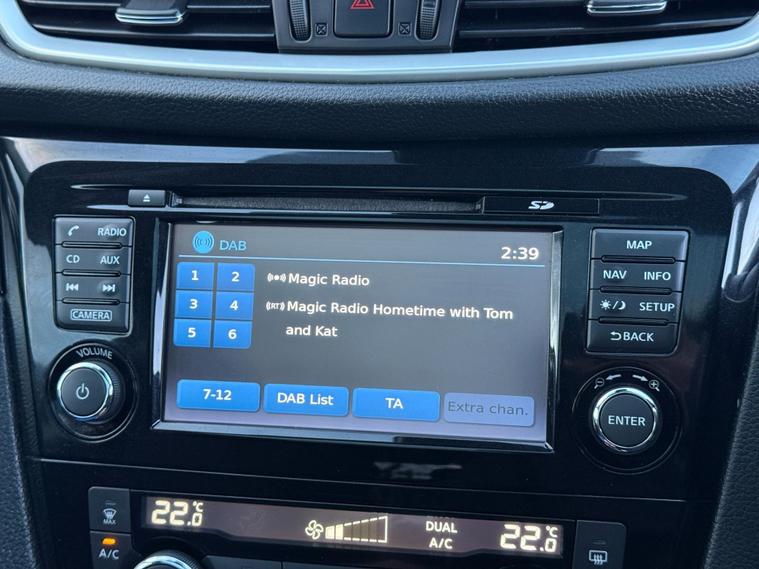 SD
RADIO
CD AUX
CAMERA
VOLUME
DAB
2:39
1 2
3 4
5 6
((•)) Magic Radio
((RT)) Magic Radio Hometime with Tom
and Kat
7-12
DAB List
TA
Extra chan.
MAP
NAV INFO
SETUP
BACK
ENTER
MAX
A/C
22.0 °C
DUAL
A/C
22.0 °C